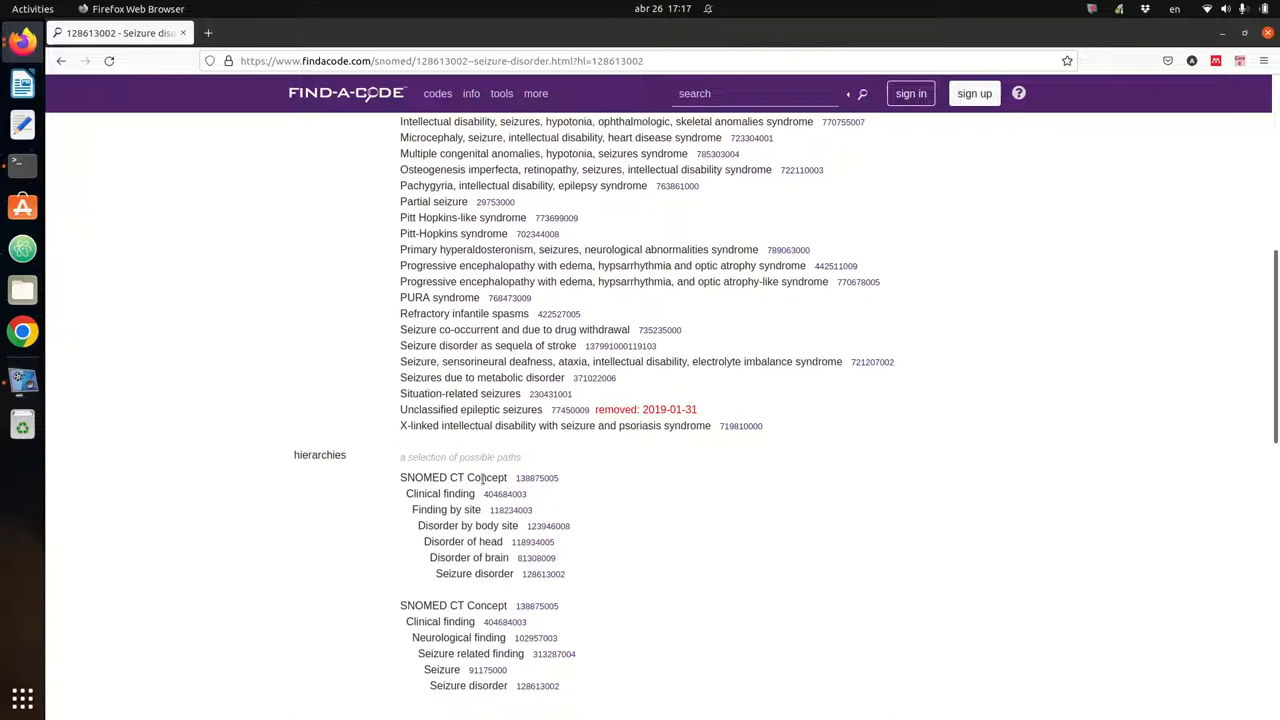 Activities Firefox Web Browser abr 26 17:17 en
128613002 - Seizure diso
https://www.findacode.com/snomed/128613002--seizure-disorder.html?hl=128613002
FIND-A-CODE codes info tools more search sign in sign up
Intellectual disability, seizures, hypotonia, ophthalmologic, skeletal anomalies syndrome 770755007
Microcephaly, seizure, intellectual disability, heart disease syndrome 723304001
Multiple congenital anomalies, hypotonia, seizures syndrome 785303004
Osteogenesis imperfecta, retinopathy, seizures, intellectual disability syndrome 722110003
Pachygyria, intellectual disability, epilepsy syndrome 763861000
Partial seizure 29753000
Pitt Hopkins-like syndrome 773699009
Pitt-Hopkins syndrome 702344008
Primary hyperaldosteronism, seizures, neurological abnormalities syndrome 789063000
Progressive encephalopathy with edema, hypsarrhythmia and optic atrophy syndrome 442511009
Progressive encephalopathy with edema, hypsarrhythmia, and optic atrophy-like syndrome 770678005
PURA syndrome 768473009
Refractory infantile spasms 422527005
Seizure co-occurrent and due to drug withdrawal 735235000
Seizure disorder as sequela of stroke 137991000119103
Seizure, sensorineural deafness, ataxia, intellectual disability, electrolyte imbalance syndrome 721207002
Seizures due to metabolic disorder 371022006
Situation-related seizures 230431001
Unclassified epileptic seizures 77450009 removed: 2019-01-31
X-linked intellectual disability with seizure and psoriasis syndrome 719810000
hierarchies a selection of possible paths
SNOMED CT Concept 138875005
Clinical finding 404684003
Finding by site 118234003
Disorder by body site 123946008
Disorder of head 118934005
Disorder of brain 81308009
Seizure disorder 128613002
SNOMED CT Concept 138875005
Clinical finding 404684003
Neurological finding 102957003
Seizure related finding 313287004
Seizure 91175000
Seizure disorder 128613002